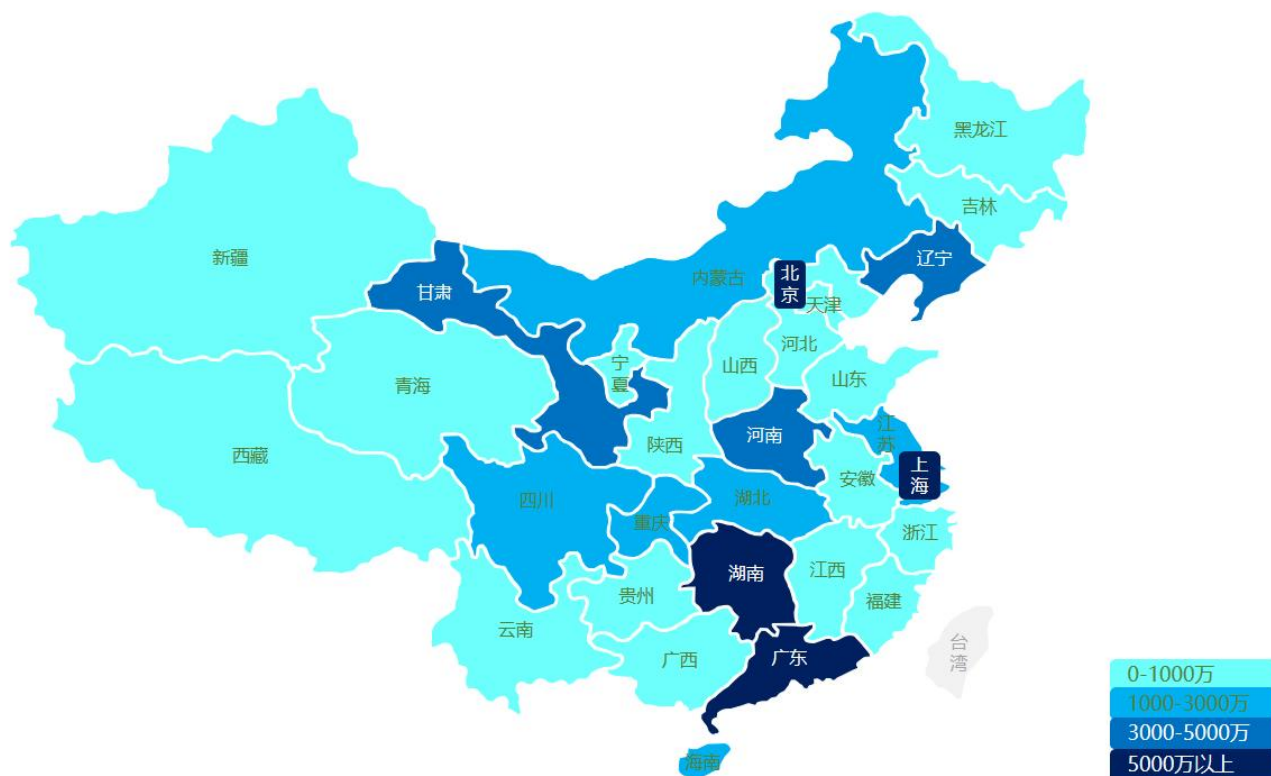 黑龙江
吉林
辽宁
新疆
内蒙古
北京
甘肃
天津
河北
宁夏
山西
山东
青海
江苏
河南
陕西
西藏
上海
安徽
四川
湖北
重庆
浙江
湖南
江西
贵州
福建
云南
广西
广东
台湾
海南
0-1000万
1000-3000万
3000-5000万
5000万以上